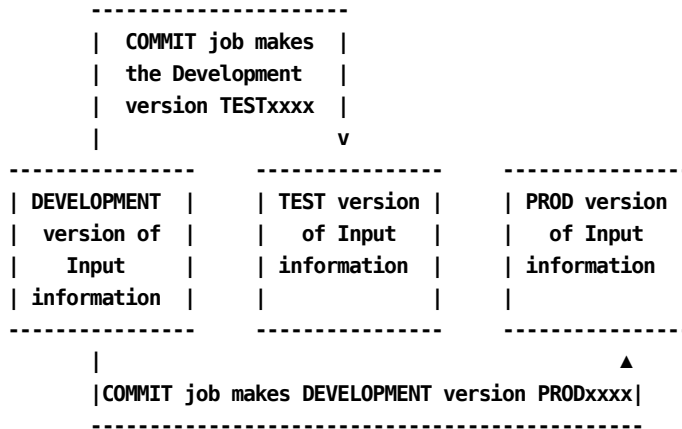 COMMIT job makes
the Development
version TESTxxxx
v
DEVELOPMENT TEST version PROD version
version of of Input of Input
Input information information
information
COMMIT job makes DEVELOPMENT version PRODxxxx